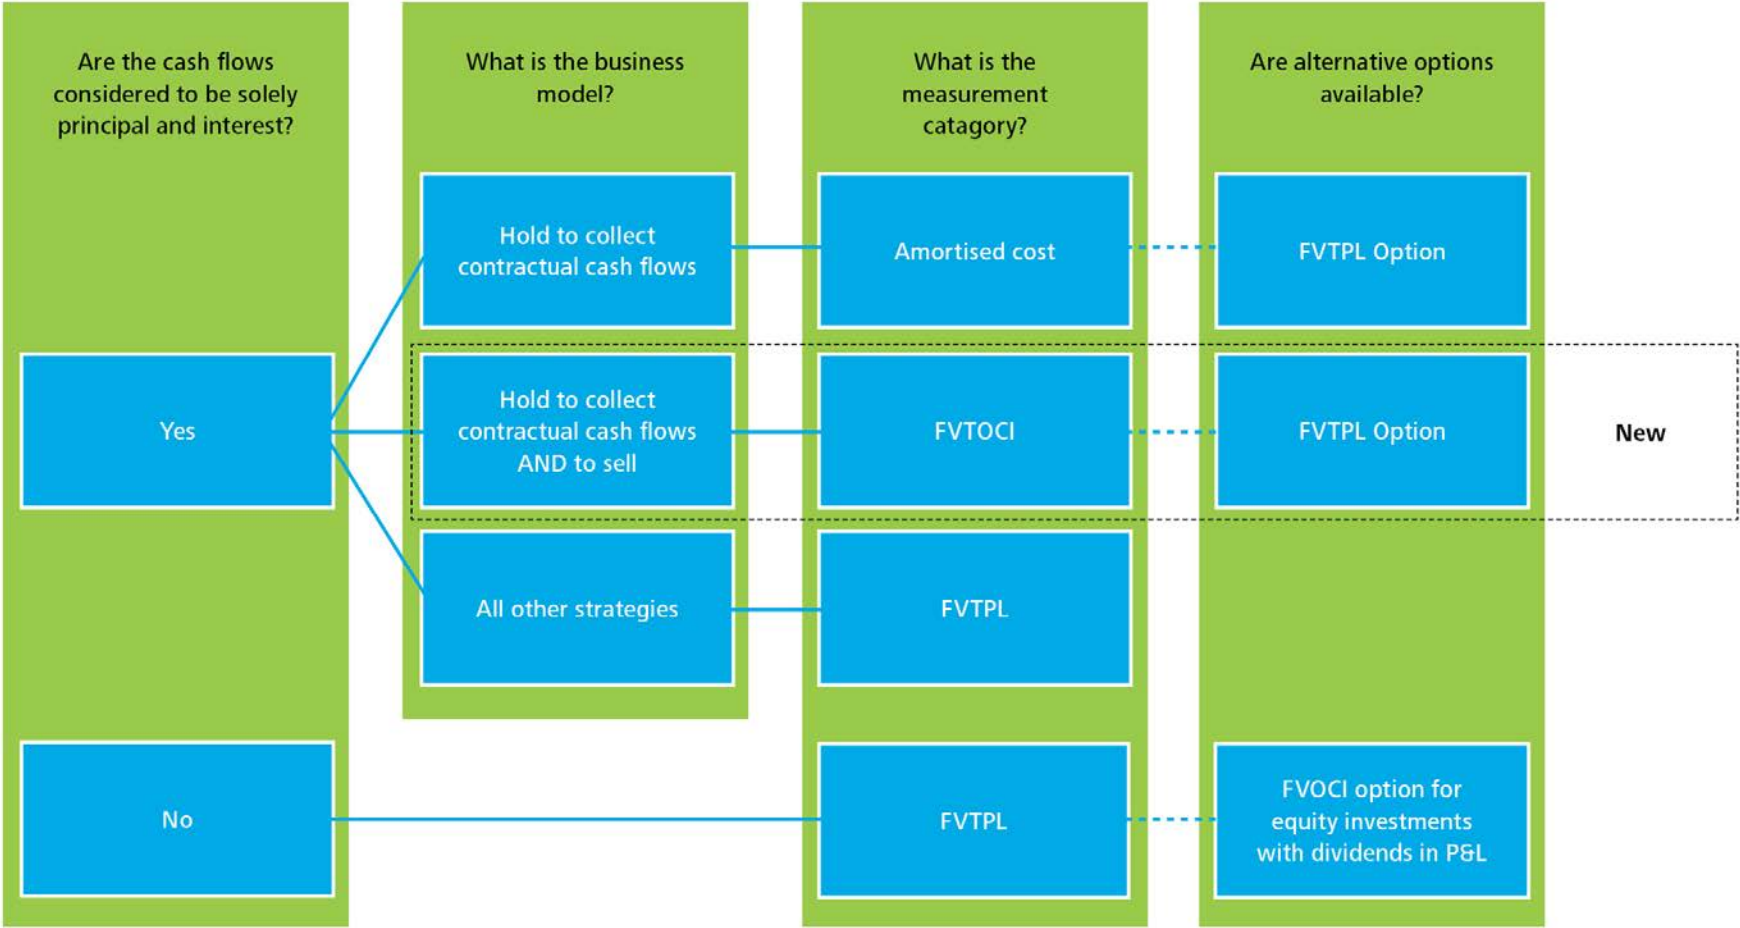 Are the cash flows
considered to be solely
principal and interest?
What is the business
model?
What is the
measurement
catagory?
Are alternative options
available?
Hold to collect
contractual cash flows
Amortised cost
FVTPL Option
Yes
Hold to collect
contractual cash flows
AND to sell
FVTOCI
FVTPL Option
New
All other strategies
FVTPL
No
FVTPL
FVOCI option for
equity investments
with dividends in P&L